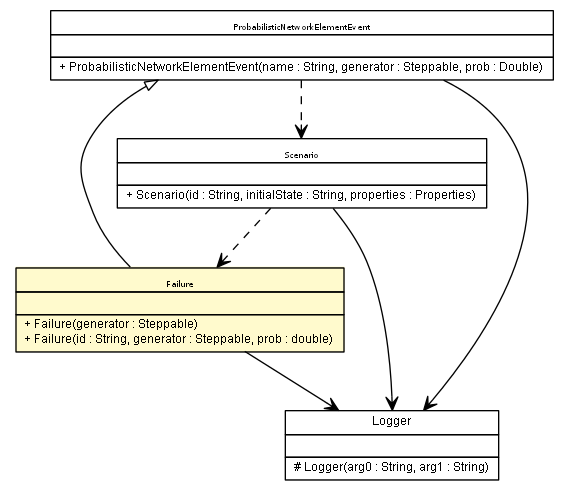 ProbabilisticNetworkElementEvent
+ ProbabilisticNetworkElementEvent(name : String, generator : Steppable, prob : Double)
Scenario
+ Scenario(id : String, initialState : String, properties : Properties)
Failure
+ Failure(generator : Steppable)
+ Failure(id : String, generator : Steppable, prob : double)
Logger
# Logger(arg0 : String, arg1 : String)